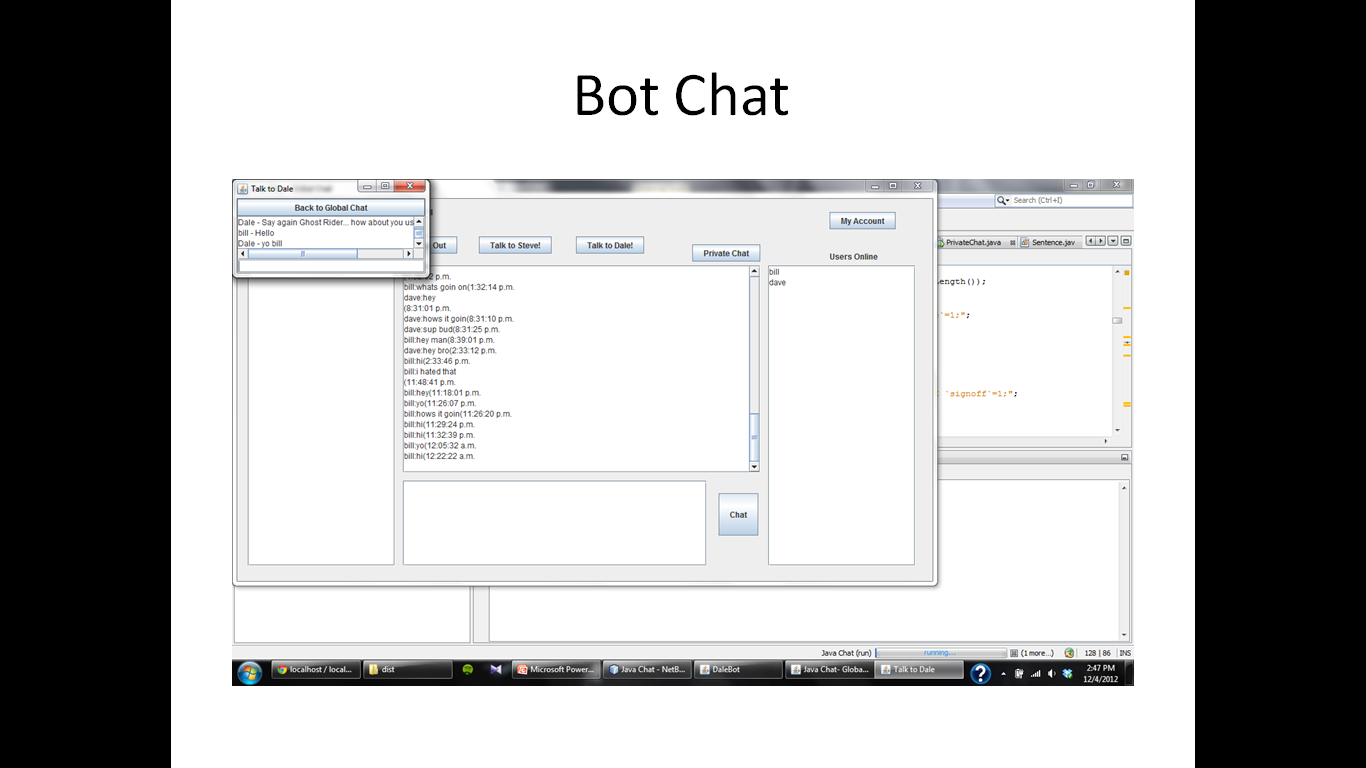 Bot Chat
Talk to Dale
Back to Global Chat
Dale - Say again Ghost Rider... how about you us
bill - Hello
Dale - yo bill
Search (Ctrl+I)
My Account
Out
Talk to Steve!
Talk to Dale!
Private Chat
Users Online
PrivateChat.java
Sentence.jav
bill
dave
p.m.
bill:whats goin on(1:32:14 p.m.
dave:hey
(8:31:01 p.m.
dave:hows it goin(8:31:10 p.m.
dave:sup bud(8:31:25 p.m.
bill:hey man(8:39:01 p.m.
dave:hey bro(2:33:12 p.m.
bill:hi(2:33:46 p.m.
bill:i hated that
(11:48:41 p.m.
bill:hey(11:18:01 p.m.
bill:yo(11:26:07 p.m.
bill:hows it goin(11:26:20 p.m.
bill:hi(11:29:24 p.m.
bill:hi(11:32:39 p.m.
bill:yo(12:05:32 a.m.
bill:hi(12:22:22 a.m.
ength());
`=1;";
`signoff`=1;";
Chat
Java Chat (run)
running...
(1 more...)
128 | 86
INS
localhost / local...
dist
Microsoft Power...
Java Chat - NetB...
DaleBot
Java Chat- Globa...
Talk to Dale
2:47 PM
12/4/2012